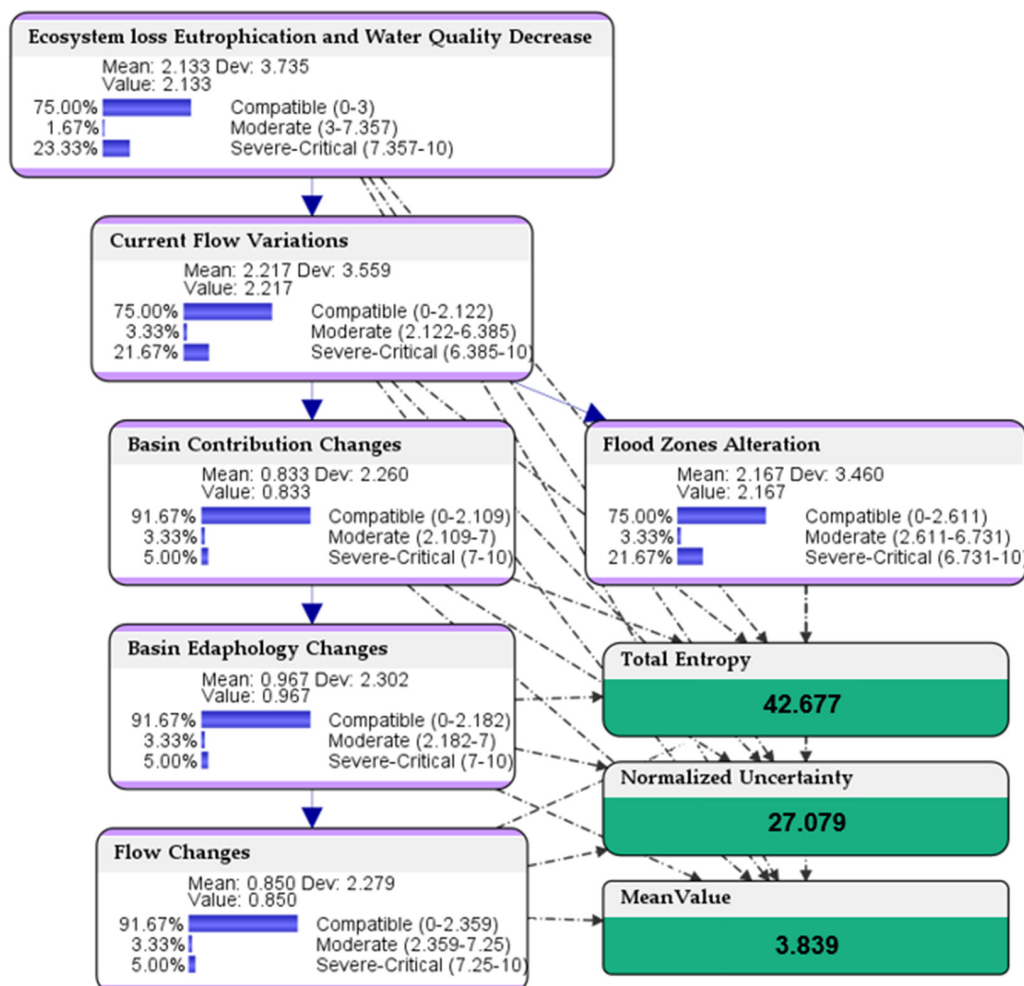 Ecosystem loss Eutrophication and Water Quality Decrease
Mean: 2.133 Dev: 3.735
Value: 2.133
75.00% Compatible (0-3)
1.67% Moderate (3-7.357)
23.33% Severe-Critical (7.357-10)
Current Flow Variations
Mean: 2.217 Dev: 3.559
Value: 2.217
75.00% Compatible (0-2.122)
3.33% Moderate (2.122-6.385)
21.67% Severe-Critical (6.385-10)
Basin Contribution Changes
Mean: 0.833 Dev: 2.260
Value: 0.833
91.67% Compatible (0-2.109)
3.33% Moderate (2.109-7)
5.00% Severe-Critical (7-10)
Flood Zones Alteration
Mean: 2.167 Dev: 3.460
Value: 2.167
75.00% Compatible (0-2.611)
3.33% Moderate (2.611-6.731)
21.67% Severe-Critical (6.731-10)
Basin Edaphology Changes
Mean: 0.967 Dev: 2.302
Value: 0.967
91.67% Compatible (0-2.182)
3.33% Moderate (2.182-7)
5.00% Severe-Critical (7-10)
Total Entropy
42.677
Normalized Uncertainty
27.079
Flow Changes
Mean: 0.850 Dev: 2.279
Value: 0.850
91.67% Compatible (0-2.359)
3.33% Moderate (2.359-7.25)
5.00% Severe-Critical (7.25-10)
MeanValue
3.839